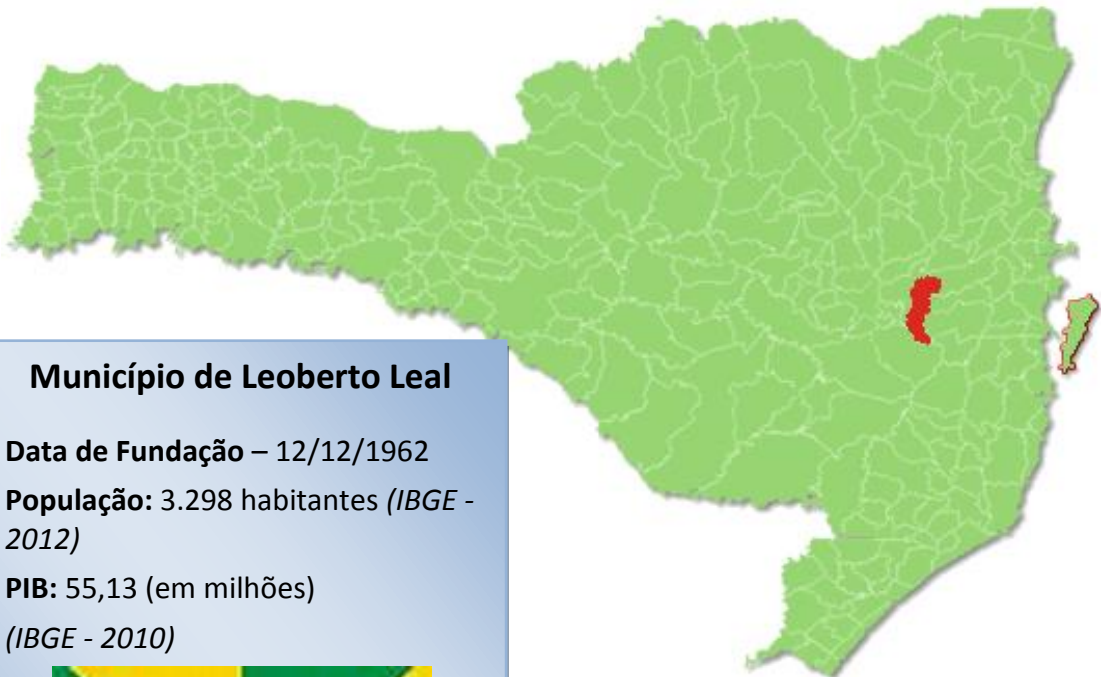 Município de Leoberto Leal
Data de Fundação – 12/12/1962
População: 3.298 habitantes (IBGE -
2012)
PIB: 55,13 (em milhões)
(IBGE - 2010)